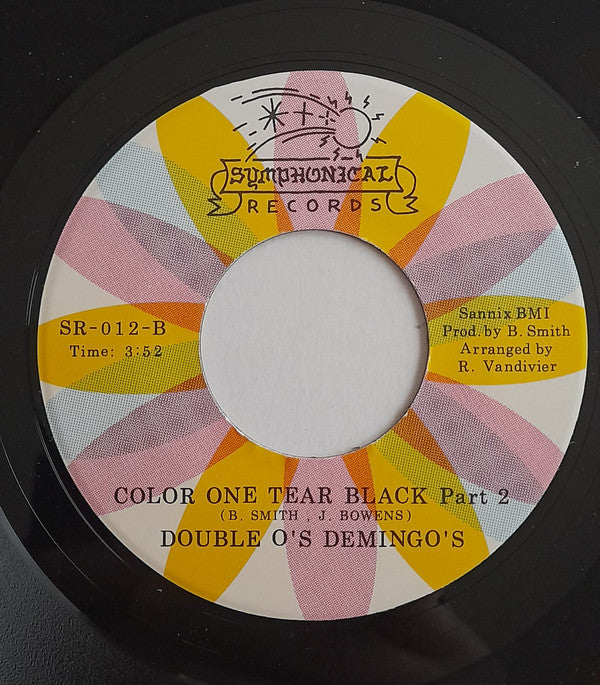 SYMPHONICAL
RECORDS
SR-012-B
Time: 3:52
Sannix BMI
Prod. by B. Smith
Arranged by
R. Vandivier
COLOR ONE TEAR BLACK Part 2
(B. SMITH , J. BOWENS)
DOUBLE O'S DEMINGO'S